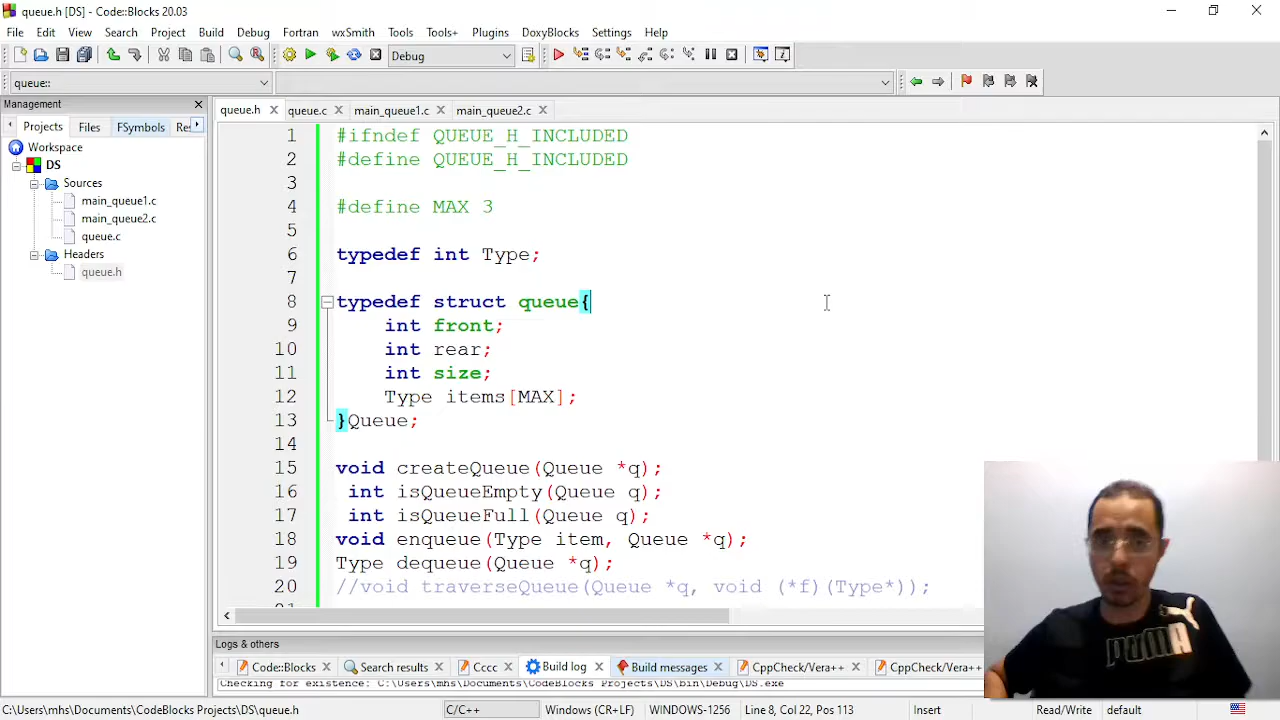 queue.h [DS] - Code::Blocks 20.03
File Edit View Search Project Build Debug Fortran wxSmith Tools Tools+ Plugins DoxyBlocks Settings Help
Debug
queue::
Management
Projects Files FSymbols Re
queue.h queue.c main_queue1.c main_queue2.c
Workspace
DS
Sources
main_queue1.c
main_queue2.c
queue.c
Headers
queue.h
1 #ifndef QUEUE_H_INCLUDED
2 #define QUEUE_H_INCLUDED
3
4 #define MAX 3
5
6 typedef int Type;
7
8 typedef struct queue{
9 int front;
10 int rear;
11 int size;
12 Type items[MAX];
13 }Queue;
14
15 void createQueue(Queue *q);
16 int isQueueEmpty(Queue q);
17 int isQueueFull(Queue q);
18 void enqueue(Type item, Queue *q);
19 Type dequeue(Queue *q);
20 //void traverseQueue(Queue *q, void (*f)(Type*));
Logs & others
Code::Blocks Search results Cccc Build log Build messages CppCheck/Vera++ CppCheck/Vera++
Checking for existence: C:\Users\mhs\Documents\CodeBlocks Projects\DS\bin\Debug\DS.exe
C:\Users\mhs\Documents\CodeBlocks Projects\DS\queue.h C/C++ Windows (CR+LF) WINDOWS-1256 Line 8, Col 22, Pos 113 Insert Read/Write default
PUMA